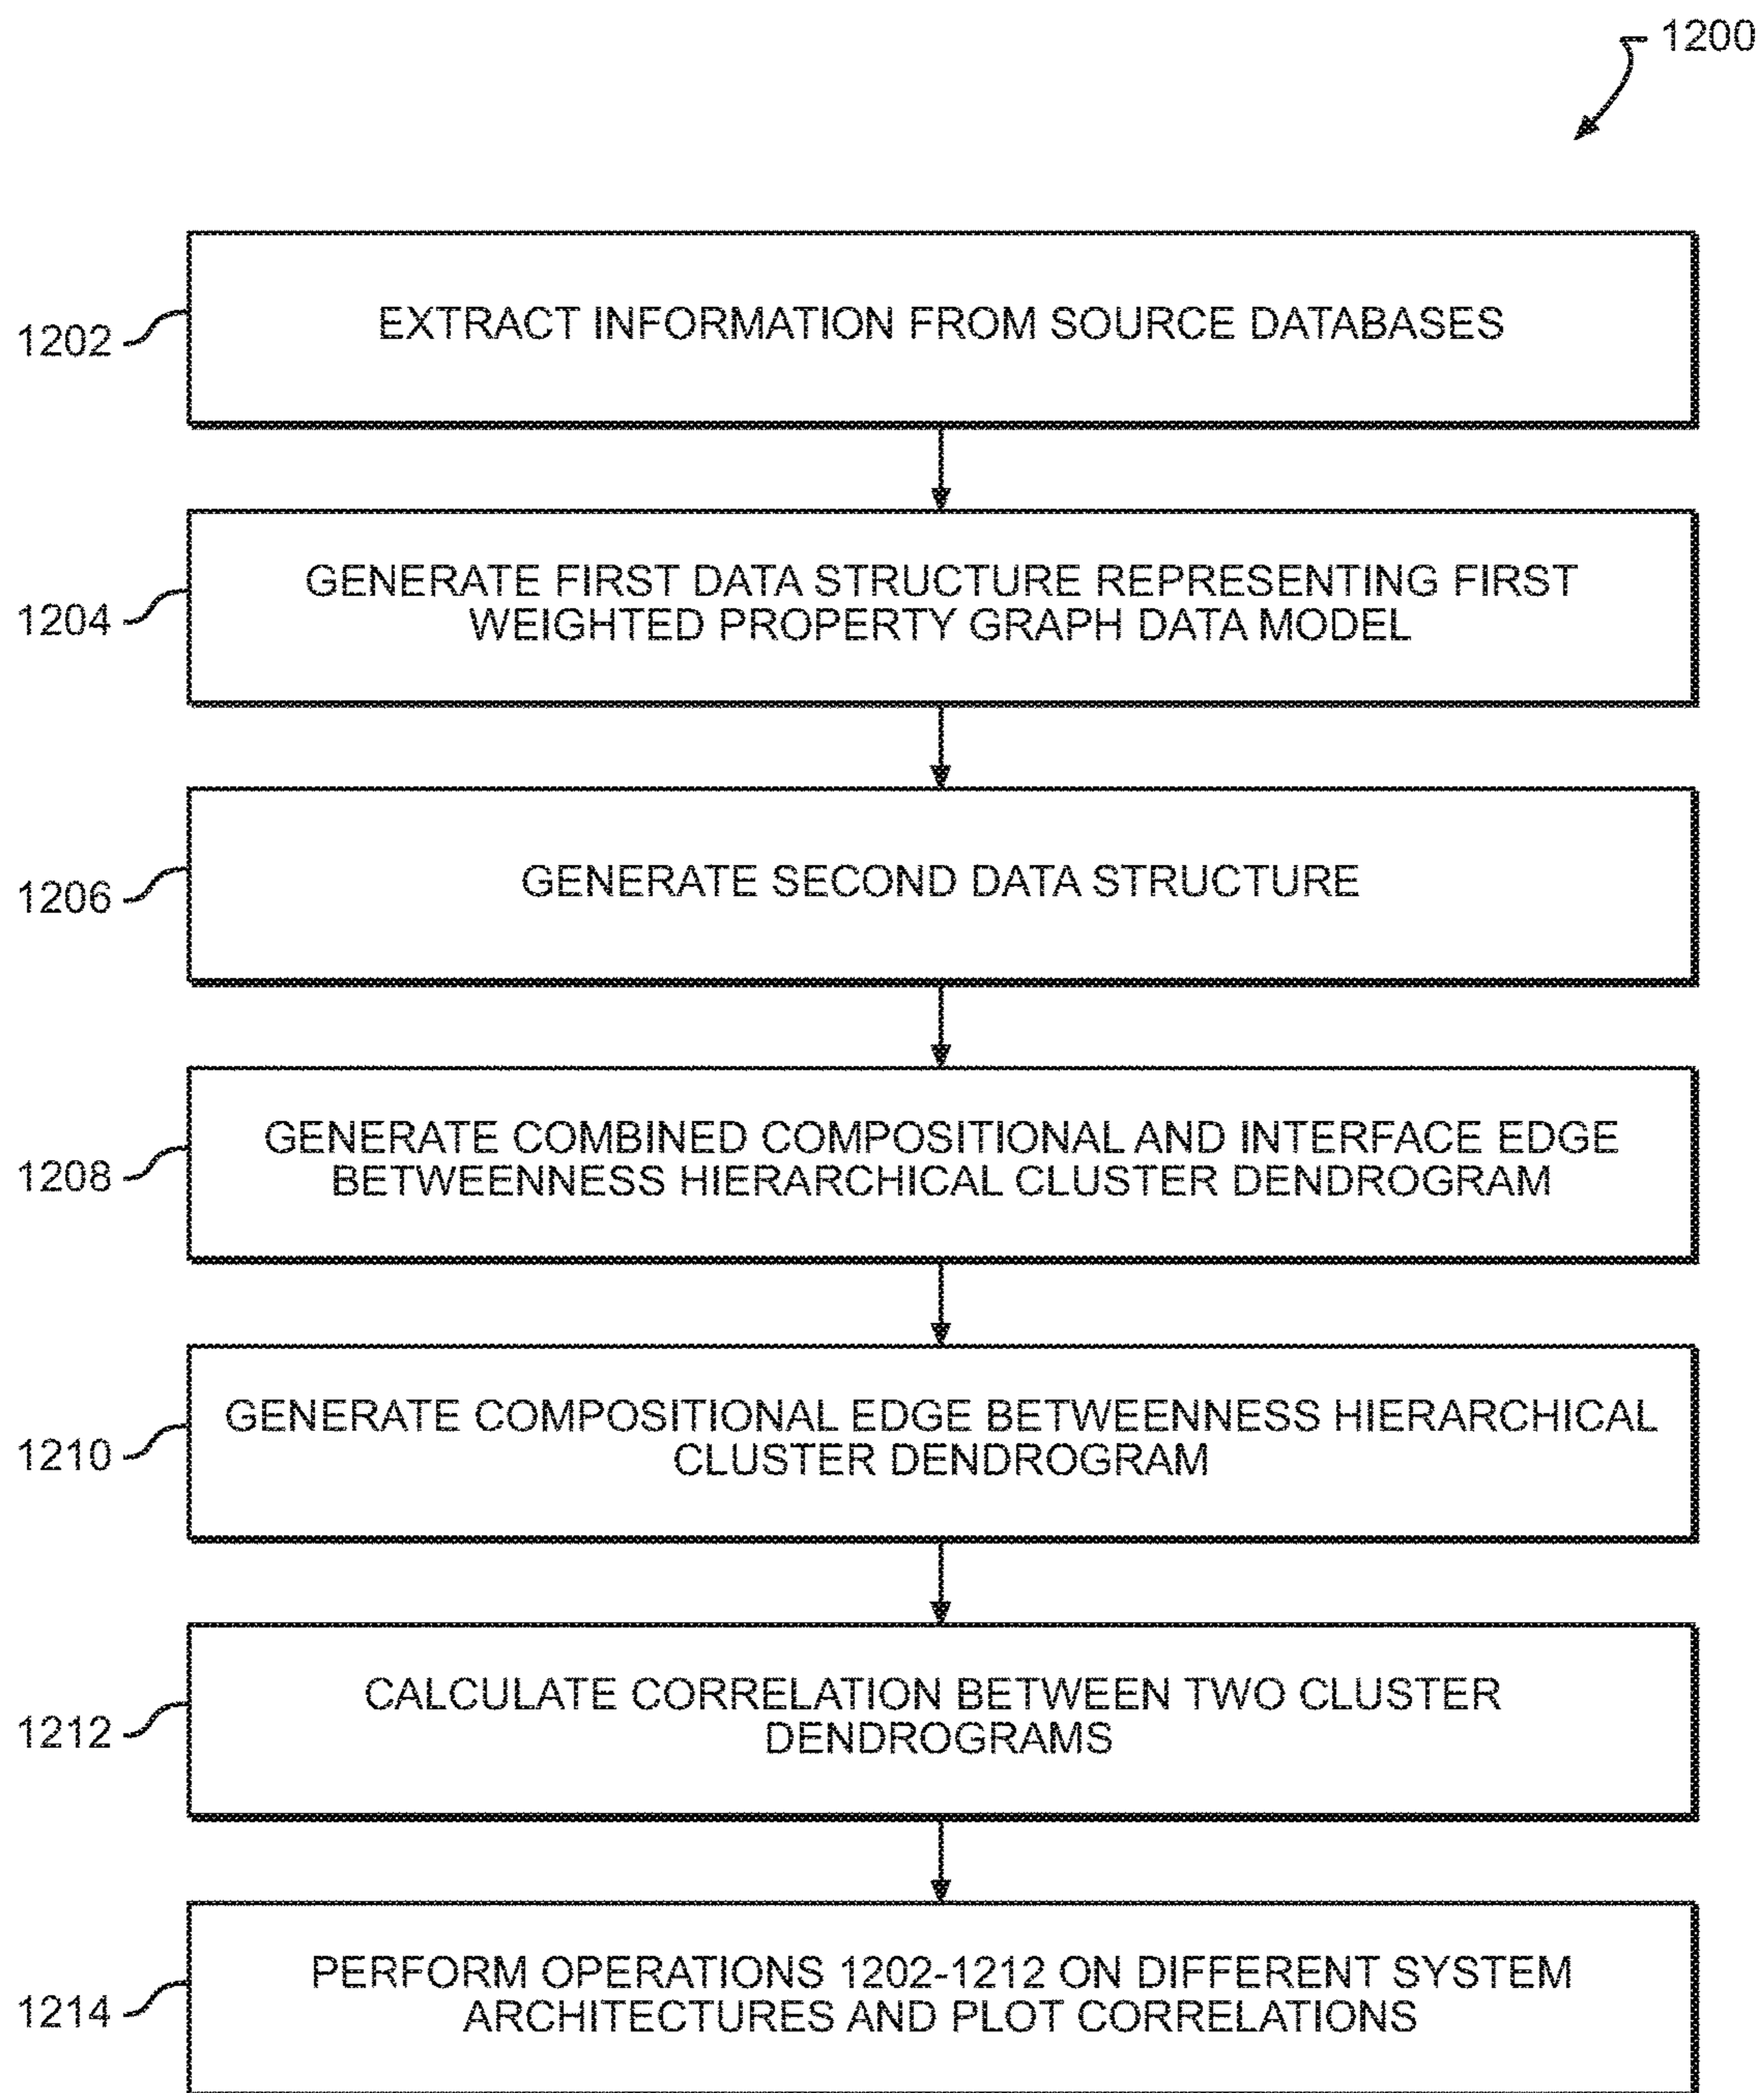 1200
1202
EXTRACT INFORMATION FROM SOURCE DATABASES
1204
GENERATE FIRST DATA STRUCTURE REPRESENTING FIRST
WEIGHTED PROPERTY GRAPH DATA MODEL
1206
GENERATE SECOND DATA STRUCTURE
1208
GENERATE COMBINED COMPOSITIONAL AND INTERFACE EDGE
BETWEENNESS HIERARCHICAL CLUSTER DENDROGRAM
1210
GENERATE COMPOSITIONAL EDGE BETWEENNESS HIERARCHICAL
CLUSTER DENDROGRAM
1212
CALCULATE CORRELATION BETWEEN TWO CLUSTER
DENDROGRAMS
1214
PERFORM OPERATIONS 1202-1212 ON DIFFERENT SYSTEM
ARCHITECTURES AND PLOT CORRELATIONS